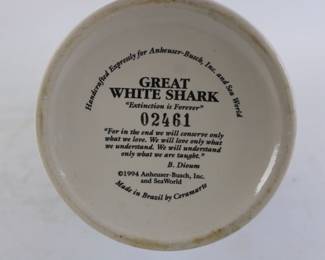 Handcrafted Expressly for Anheuser-Busch, Inc. and Sea World
GREAT
WHITE SHARK
"Extinction is Forever"
02461
"For in the end we will conserve only
what we love. We will love only what
we understand. We will understand
only what we are taught."
B. Dioum
©1994 Anheuser-Busch, Inc.
and SeaWorld
Made in Brazil by Ceramarte